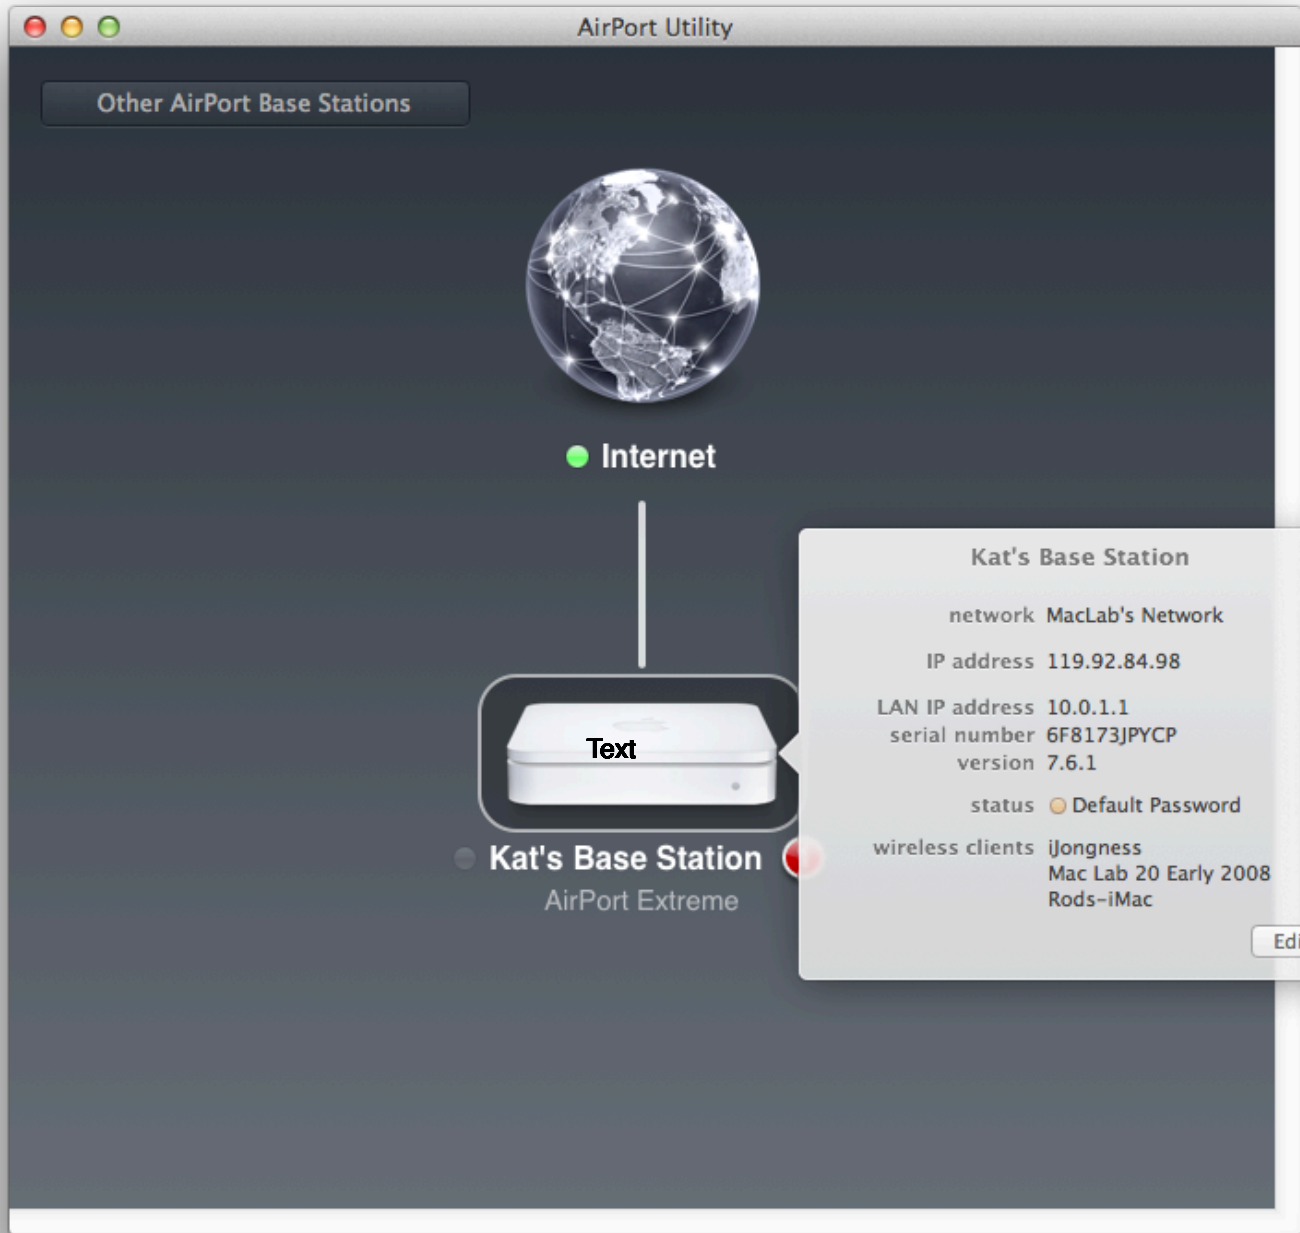 AirPort Utility
Other AirPort Base Stations
Internet
Text
Kat's Base Station
AirPort Extreme
Kat's Base Station
network MacLab's Network
IP address 119.92.84.98
LAN IP address 10.0.1.1
serial number 6F8173JPYCP
version 7.6.1
status Default Password
wireless clients iJongness
Mac Lab 20 Early 2008
Rods-iMac
Edi